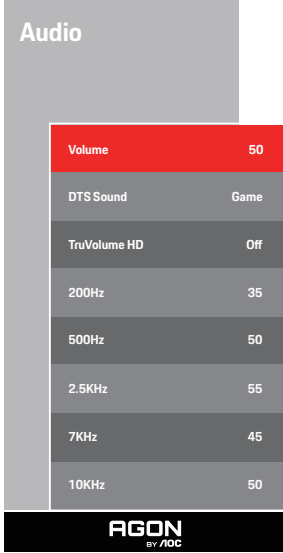 Audio
Volume 50
DTS Sound Game
TruVolume HD Off
200Hz 35
500Hz 50
2.5KHz 55
7KHz 45
10KHz 50
AGON
BY AOC